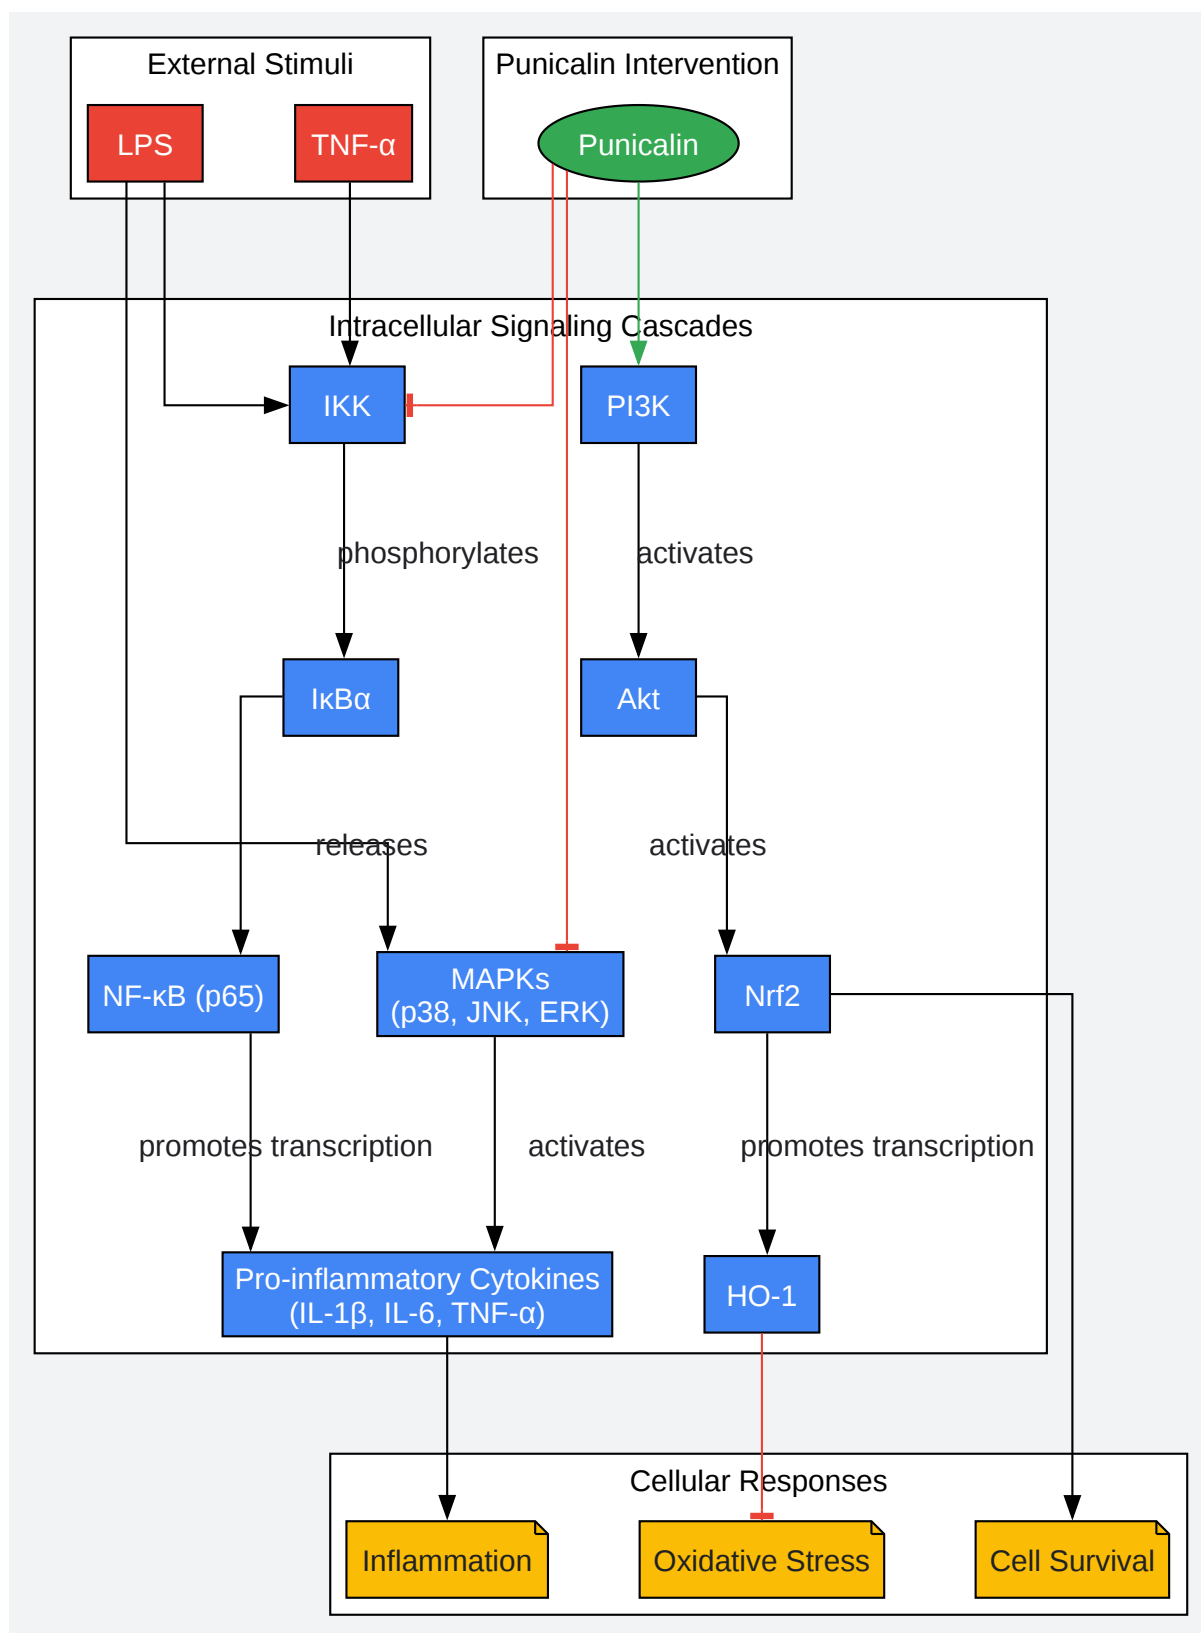 External Stimuli
Punicalin Intervention
LPS
TNF-α
Punicalin
Intracellular Signaling Cascades
IKK
PI3K
phosphorylates
activates
IκBα
Akt
releases
activates
NF-κB (p65)
MAPKs
(p38, JNK, ERK)
Nrf2
promotes transcription
activates
promotes transcription
Pro-inflammatory Cytokines
(IL-1β, IL-6, TNF-α)
HO-1
Cellular Responses
Inflammation
Oxidative Stress
Cell Survival